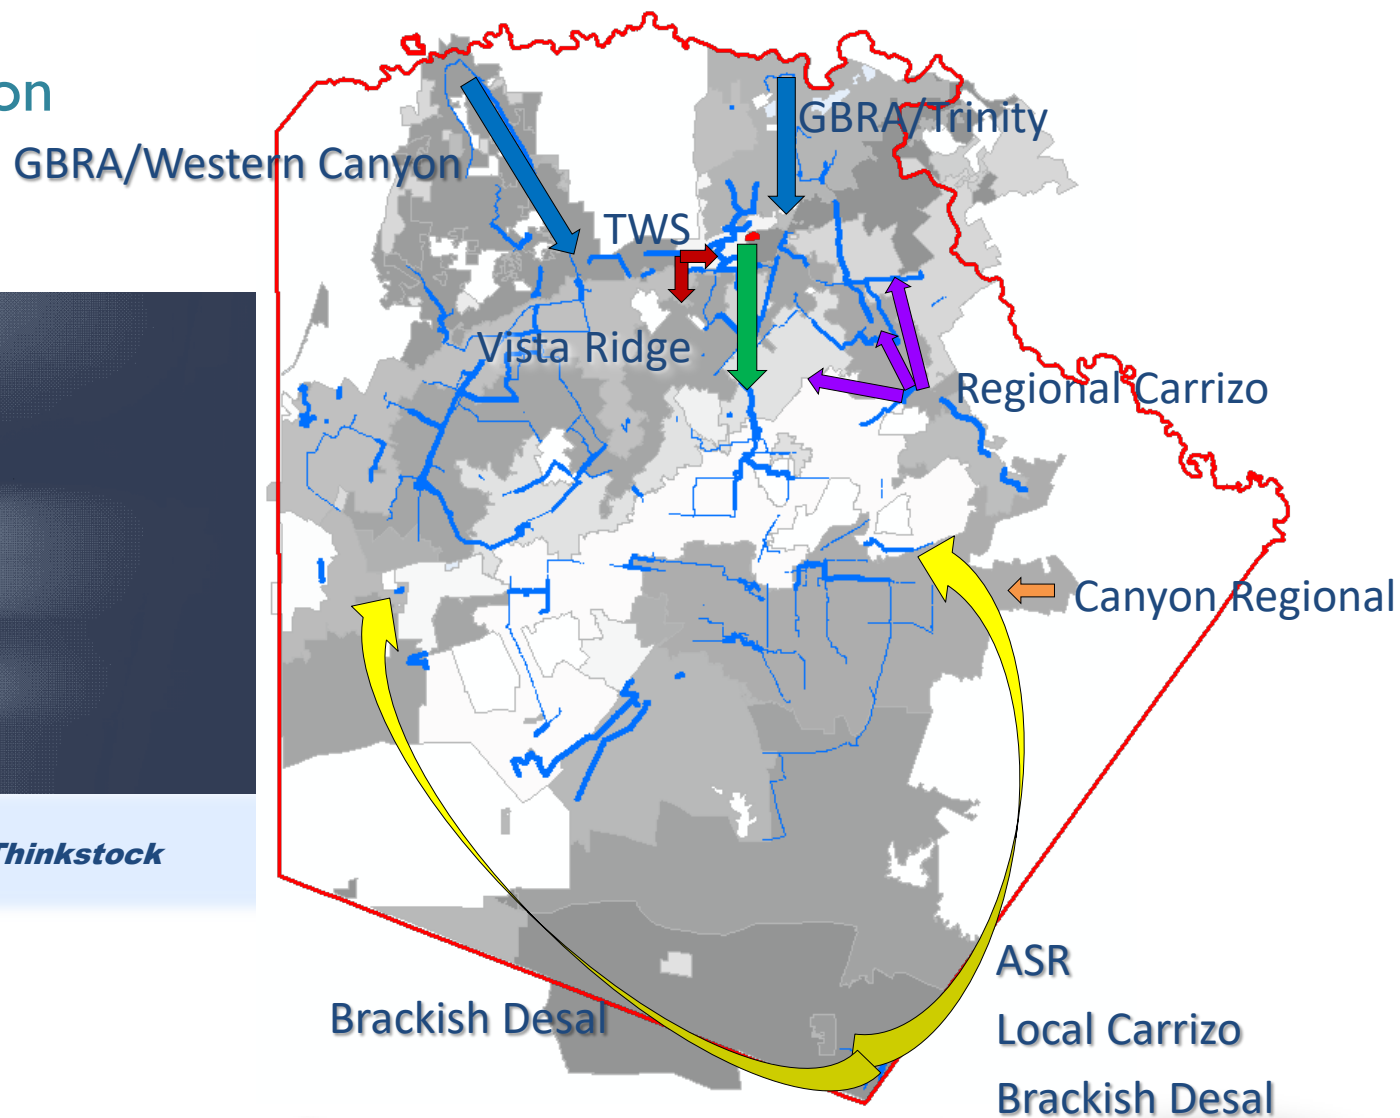 on
GBRA/Trinity
GBRA/Western Canyon
TWS
Vista Ridge
Regional Carrizo
Canyon Regional
Thinkstock
ASR
Brackish Desal
Local Carrizo
Brackish Desal